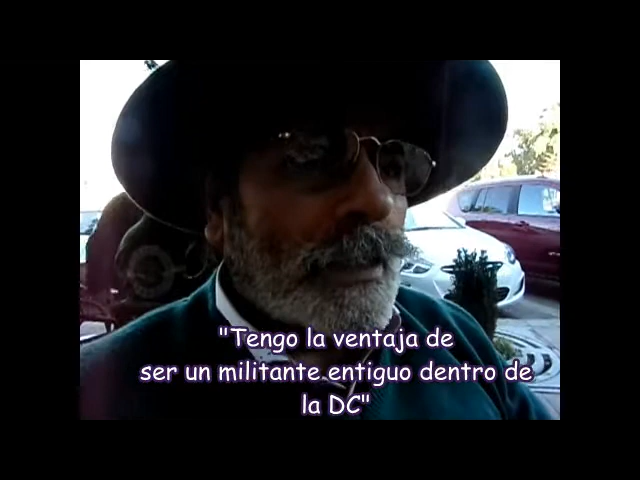 "Tengo la ventaja de
ser un militante entiguo dentro de
la DC"